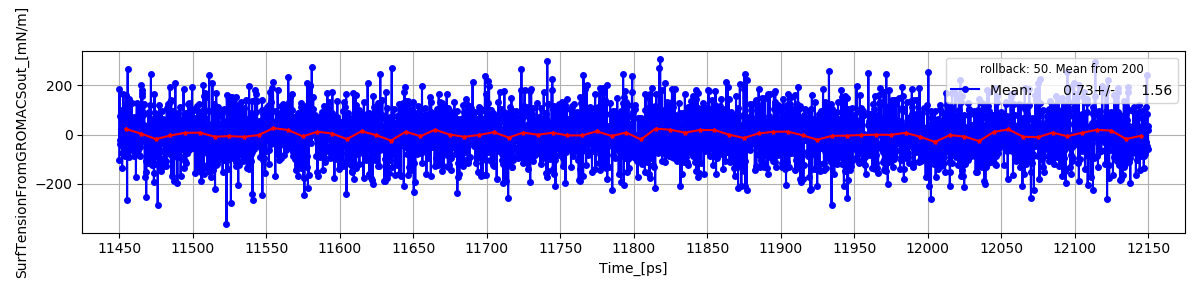 SurfTensionFromGROMACSout_[mN/m]
200
0
−200
rollback: 50. Mean from 200
Mean: 0.73+/- 1.56
11450 11500 11550 11600 11650 11700 11750 11800 11850 11900 11950 12000 12050 12100 12150
Time_[ps]